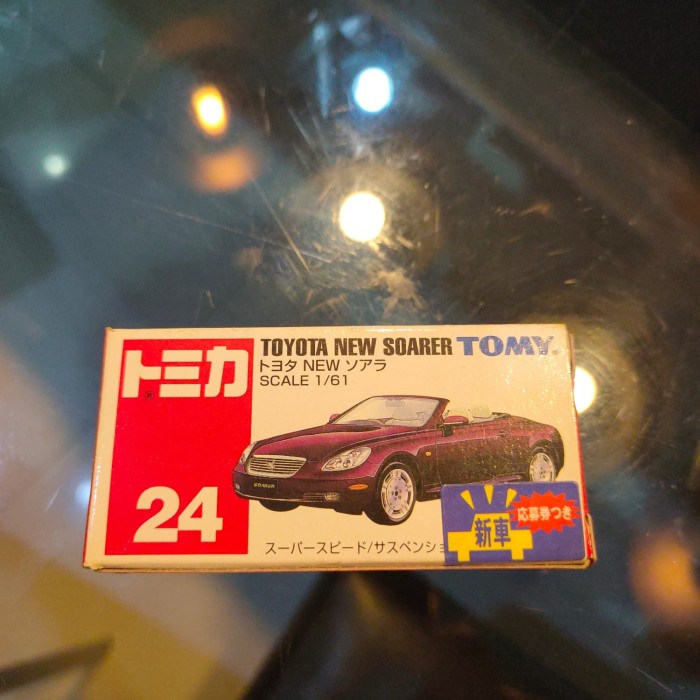 トミカ®
24
TOYOTA NEW SOARER TOMY®
トヨタ NEW ソアラ
SCALE 1/61
SOARER
スーパースピード/サスペンショ
新車
応募券つき